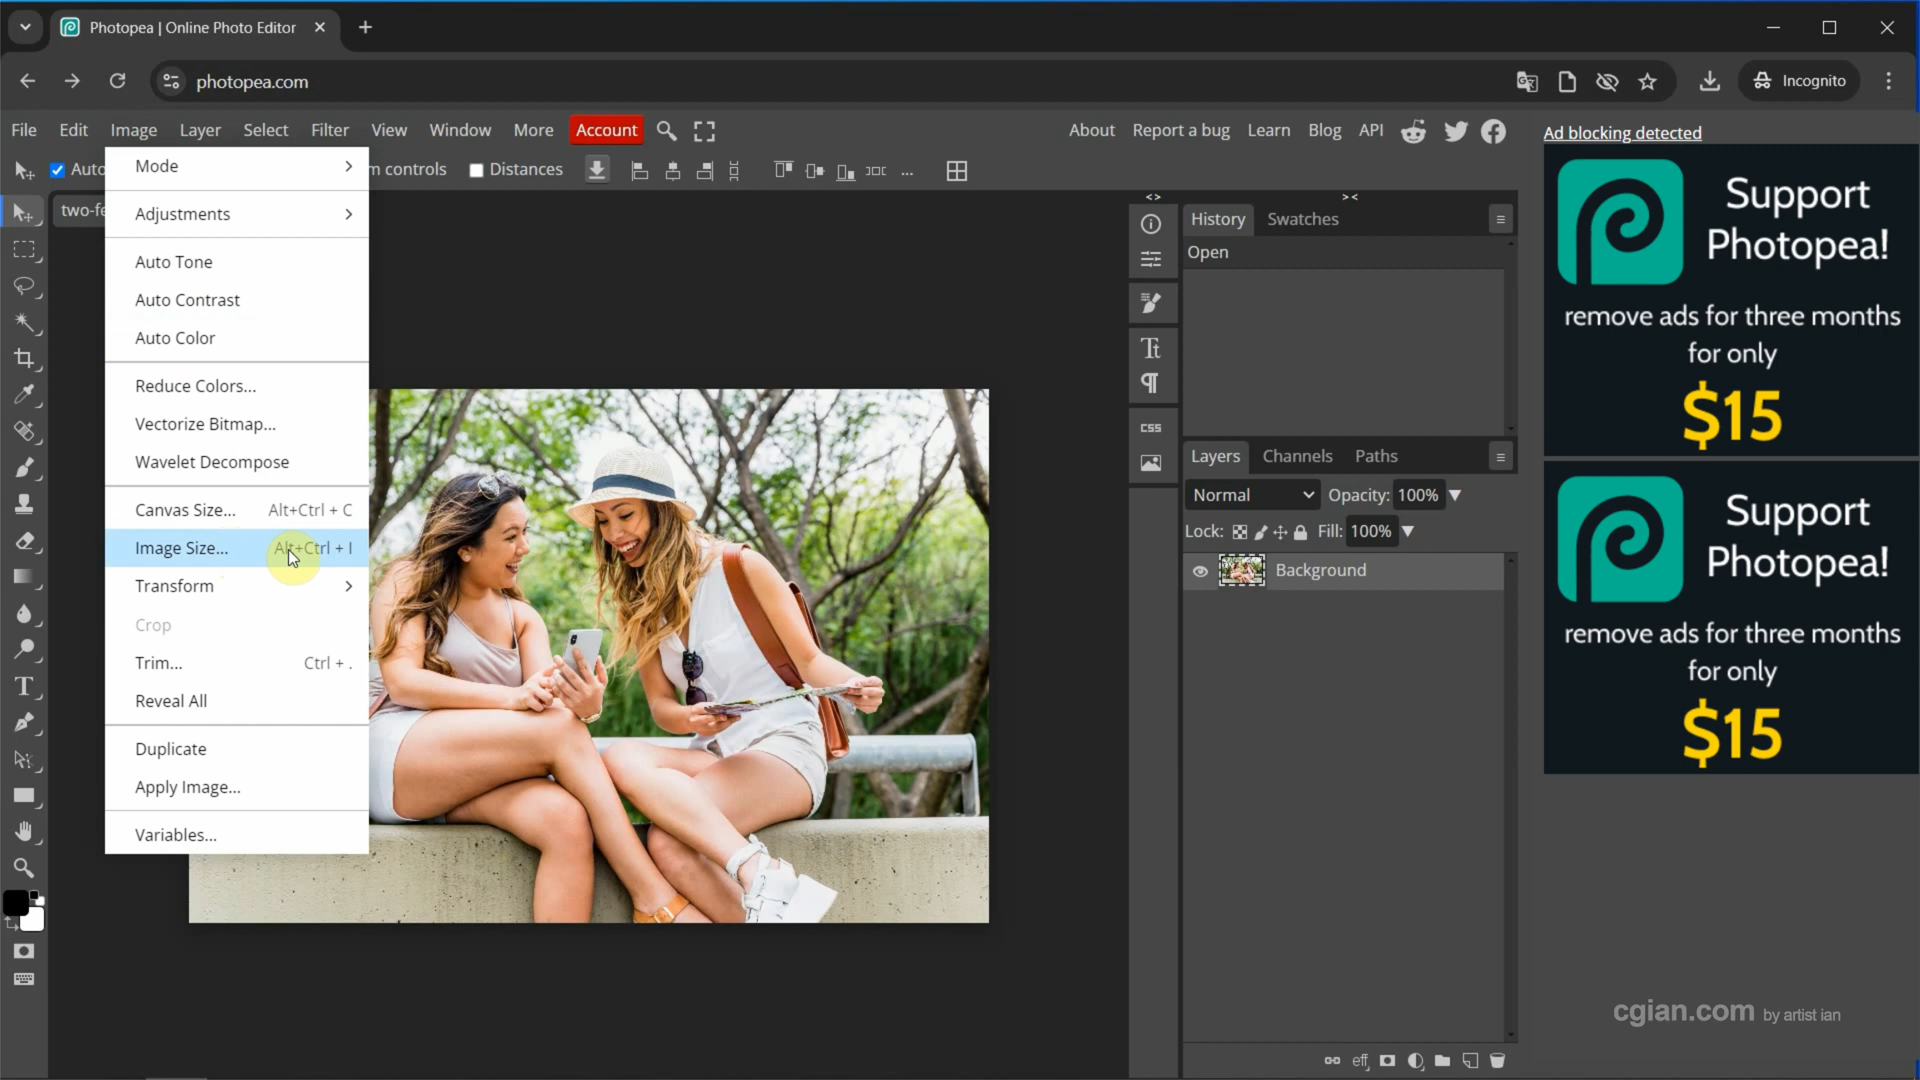 Photopea | Online Photo Editor
photopea.com
Incognito
File Edit Image Layer Select Filter View Window More Account
About Report a bug Learn Blog API
Ad blocking detected
Auto
m controls Distances
...
two-fe
Mode
Adjustments
Auto Tone
Auto Contrast
Auto Color
Reduce Colors...
Vectorize Bitmap...
Wavelet Decompose
Canvas Size... Alt+Ctrl + C
Image Size... Alt+Ctrl + I
Transform
Crop
Trim... Ctrl + .
Reveal All
Duplicate
Apply Image...
Variables...
History Swatches
Open
CSS
Layers Channels Paths
Normal Opacity: 100%
Lock: Fill: 100%
Background
eff
Support
Photopea!
remove ads for three months
for only
$15
Support
Photopea!
remove ads for three months
for only
$15
cgian.com by artist ian